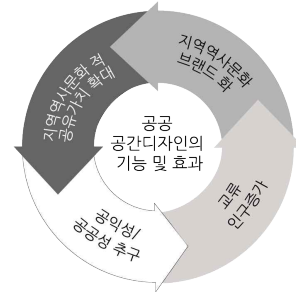 지역역사문화
브랜드 화
교류
인구증가
공익성/
공공성 추구
지역역사문화 적
공유가치 확대
공공
공간디자인의
기능 및 효과